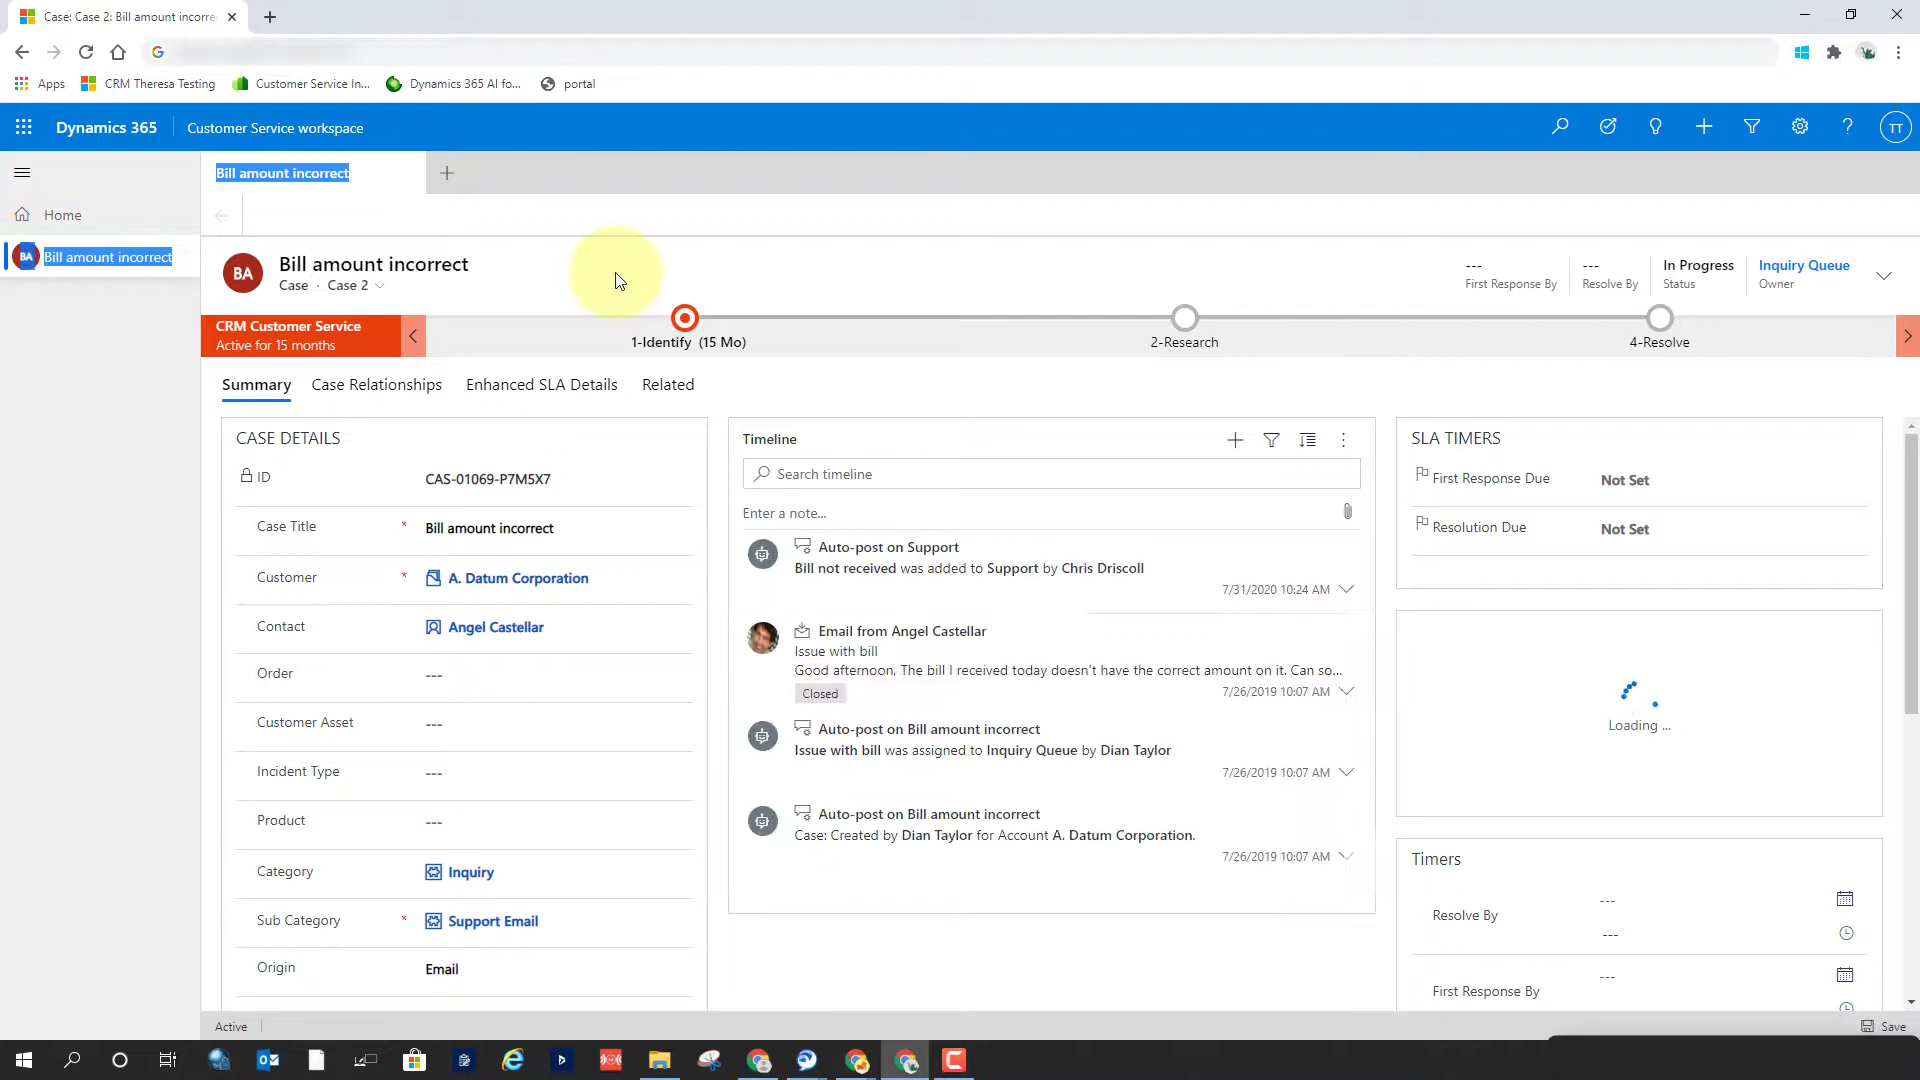 Case: Case 2: Bill amount incorre
Apps
CRM Theresa Testing
Customer Service In...
Dynamics 365 AI fo...
portal
Dynamics 365
Customer Service workspace
TT
Bill amount incorrect
Home
BA
Bill amount incorrect
BA
Bill amount incorrect
Case · Case 2
---
First Response By
---
Resolve By
In Progress
Status
Inquiry Queue
Owner
CRM Customer Service
Active for 15 months
1-Identify (15 Mo)
2-Research
4-Resolve
Summary
Case Relationships
Enhanced SLA Details
Related
CASE DETAILS
ID
CAS-01069-P7M5X7
Case Title
*
Bill amount incorrect
Customer
*
A. Datum Corporation
Contact
Angel Castellar
Order
---
Customer Asset
---
Incident Type
---
Product
---
Category
Inquiry
Sub Category
*
Support Email
Origin
Email
Timeline
Search timeline
Enter a note...
Auto-post on Support
Bill not received was added to Support by Chris Driscoll
7/31/2020 10:24 AM
Email from Angel Castellar
Issue with bill
Good afternoon, The bill I received today doesn't have the correct amount on it. Can so...
Closed
7/26/2019 10:07 AM
Auto-post on Bill amount incorrect
Issue with bill was assigned to Inquiry Queue by Dian Taylor
7/26/2019 10:07 AM
Auto-post on Bill amount incorrect
Case: Created by Dian Taylor for Account A. Datum Corporation.
7/26/2019 10:07 AM
SLA TIMERS
First Response Due
Not Set
Resolution Due
Not Set
Loading ...
Timers
Resolve By
---
---
First Response By
---
Active
Save